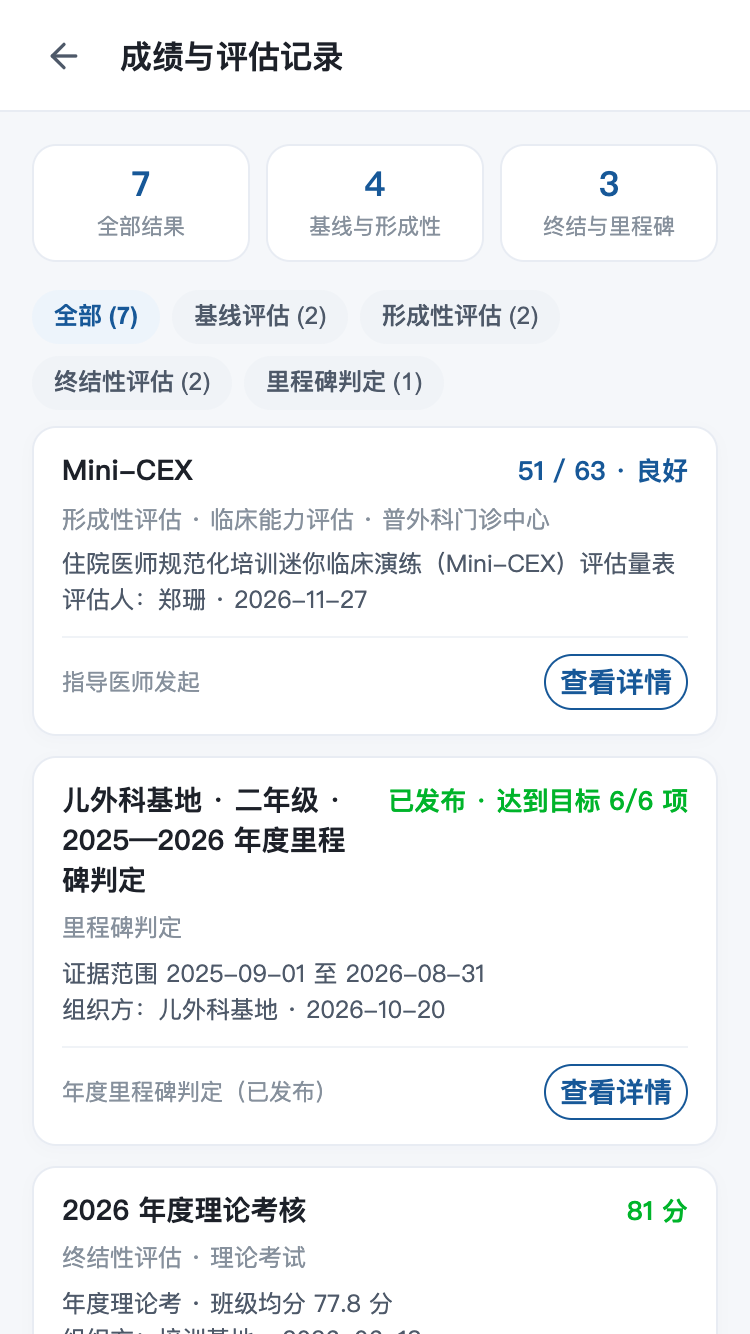 成绩与评估记录
7
全部结果
4
基线与形成性
3
终结与里程碑
全部 (7)
基线评估 (2)
形成性评估 (2)
终结性评估 (2)
里程碑判定 (1)
Mini-CEX
51 / 63 · 良好
形成性评估 · 临床能力评估 · 普外科门诊中心
住院医师规范化培训迷你临床演练（Mini-CEX）评估量表
评估人：郑珊 · 2026-11-27
指导医师发起
查看详情
儿外科基地 · 二年级 ·
2025—2026 年度里程
碑判定
已发布 · 达到目标 6/6 项
里程碑判定
证据范围 2025-09-01 至 2026-08-31
组织方：儿外科基地 · 2026-10-20
年度里程碑判定（已发布）
查看详情
2026 年度理论考核
81 分
终结性评估 · 理论考试
年度理论考 · 班级均分 77.8 分